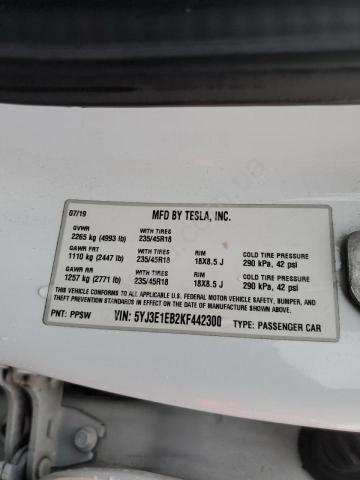 07/19 MFD BY TESLA, INC.
GVWR WITH TIRES
2265 kg (4993 lb) 235/45R18
GAWR FRT WITH TIRES RIM COLD TIRE PRESSURE
1110 kg (2447 lb) 235/45R18 18X8.5 J 290 kPa, 42 psi
GAWR RR WITH TIRES RIM COLD TIRE PRESSURE
1257 kg (2771 lb) 235/45R18 18X8.5 J 290 kPa, 42 psi
THIS VEHICLE CONFORMS TO ALL APPLICABLE U.S. FEDERAL MOTOR VEHICLE SAFETY, BUMPER, AND
THEFT PREVENTION STANDARDS IN EFFECT ON THE DATE OF MANUFACTURE SHOWN ABOVE.
PNT: PPSW VIN: 5YJ3E1EB2KF442300 TYPE: PASSENGER CAR